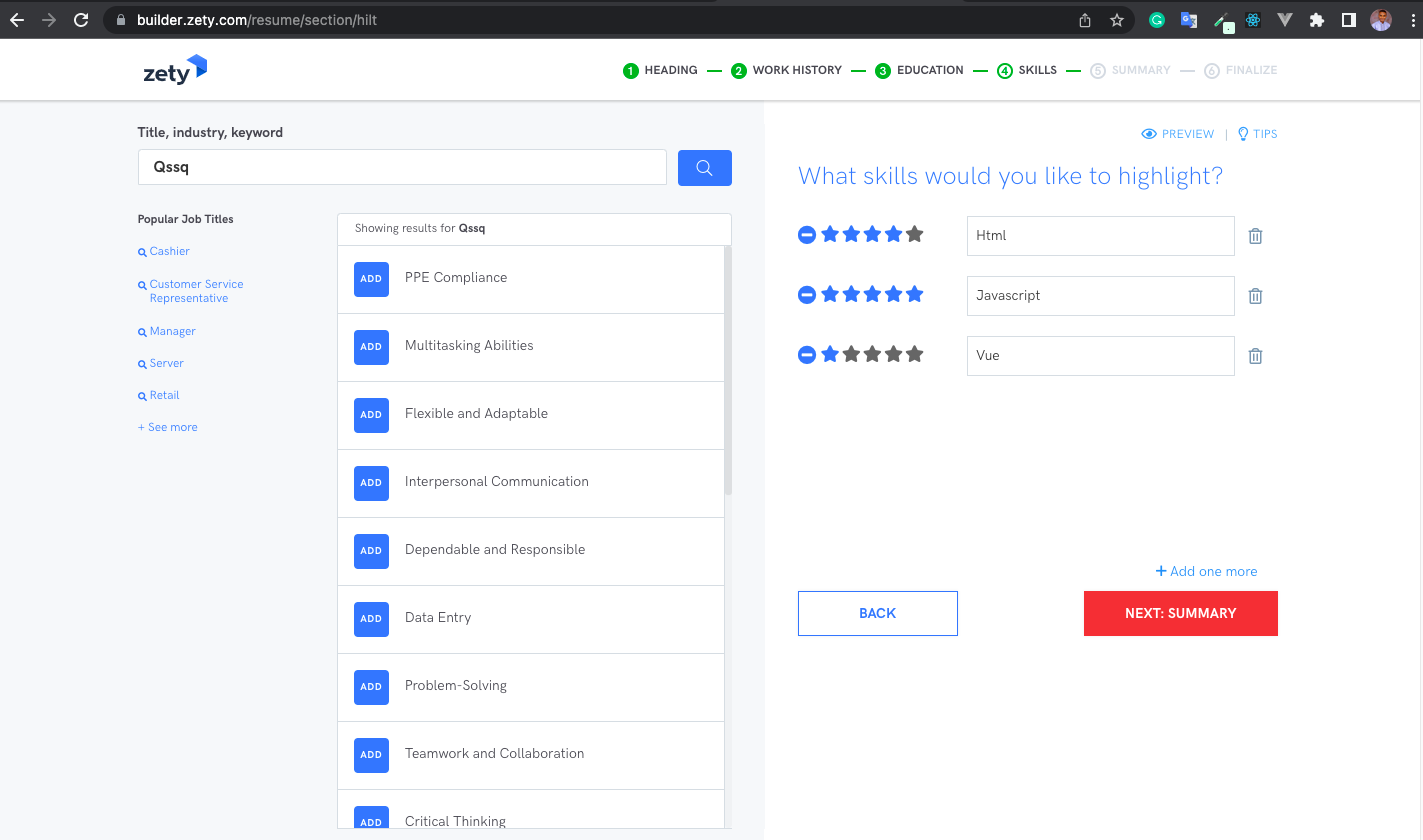 builder.zety.com/resume/section/hilt
zety
1 HEADING
2 WORK HISTORY
3 EDUCATION
4 SKILLS
5 SUMMARY
6 FINALIZE
Title, industry, keyword
Qssq
Popular Job Titles
Cashier
Customer Service
Representative
Manager
Server
Retail
+ See more
Showing results for Qssq
ADD PPE Compliance
ADD Multitasking Abilities
ADD Flexible and Adaptable
ADD Interpersonal Communication
ADD Dependable and Responsible
ADD Data Entry
ADD Problem-Solving
ADD Teamwork and Collaboration
ADD Critical Thinking
PREVIEW | TIPS
What skills would you like to highlight?
Html
Javascript
Vue
+ Add one more
BACK
NEXT: SUMMARY